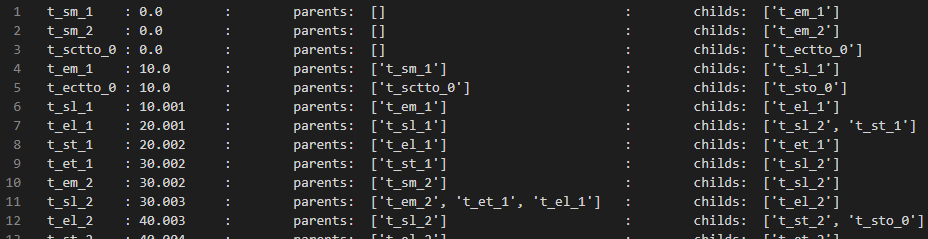 1 t_sm_1 : 0.0 : parents: [] : childs: ['t_em_1']
2 t_sm_2 : 0.0 : parents: [] : childs: ['t_em_2']
3 t_sctto_0 : 0.0 : parents: [] : childs: ['t_ectto_0']
4 t_em_1 : 10.0 : parents: ['t_sm_1'] : childs: ['t_sl_1']
5 t_ectto_0 : 10.0 : parents: ['t_sctto_0'] : childs: ['t_sto_0']
6 t_sl_1 : 10.001 : parents: ['t_em_1'] : childs: ['t_el_1']
7 t_el_1 : 20.001 : parents: ['t_sl_1'] : childs: ['t_sl_2', 't_st_1']
8 t_st_1 : 20.002 : parents: ['t_el_1'] : childs: ['t_et_1']
9 t_et_1 : 30.002 : parents: ['t_st_1'] : childs: ['t_sl_2']
10 t_em_2 : 30.002 : parents: ['t_sm_2'] : childs: ['t_sl_2']
11 t_sl_2 : 30.003 : parents: ['t_em_2', 't_et_1', 't_el_1'] : childs: ['t_el_2']
12 t_el_2 : 40.003 : parents: ['t_sl_2'] : childs: ['t_st_2', 't_sto_0']
13 t_st_2 : 40.004 : parents: ['t_el_2'] : childs: ['t_et_2']